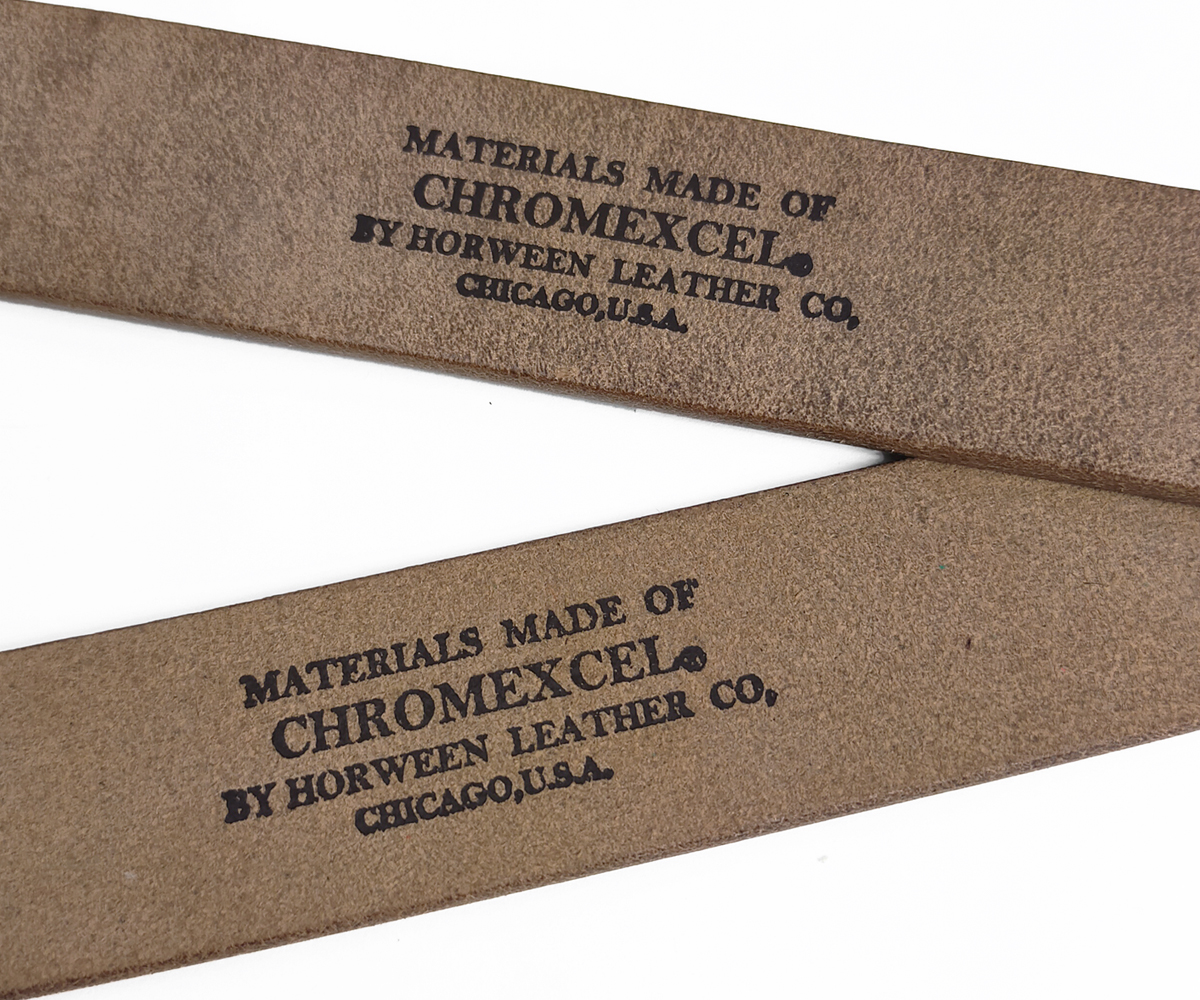 MATERIALS MADE OF
CHROMEXCEL®
BY HORWEEN LEATHER CO.
CHICAGO,U.S.A.
MATERIALS MADE OF
CHROMEXCEL®
BY HORWEEN LEATHER CO.
CHICAGO,U.S.A.